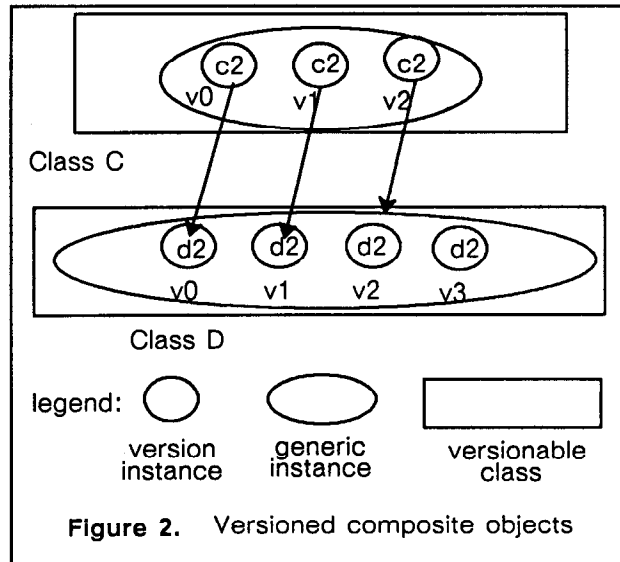 c2 c2 c2
v0 v1 v2
Class C
d2 d2 d2 d2
v0 v1 v2 v3
Class D
legend:
version instance
generic instance
versionable class
Figure 2. Versioned composite objects